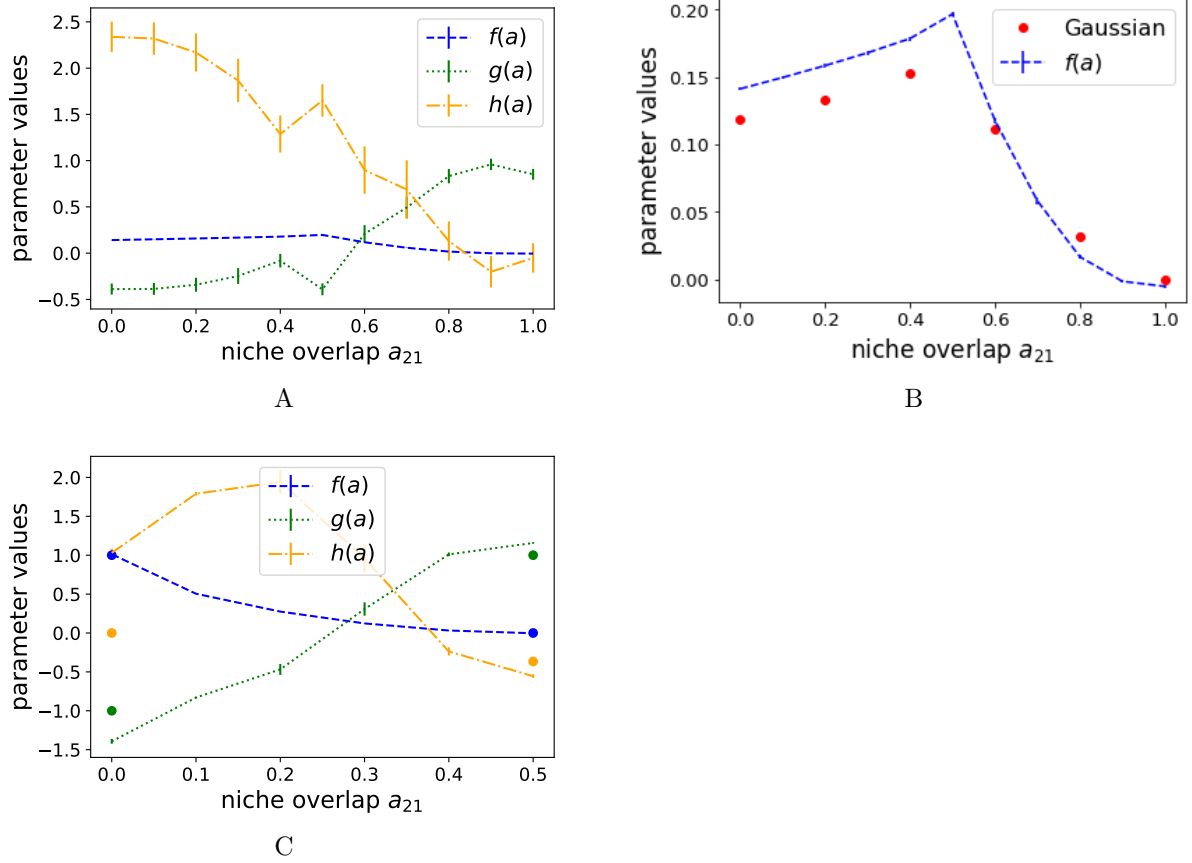 2.5
2.0
1.5
1.0
0.5
0.0
−0.5
parameter values
f(a)
g(a)
h(a)
0.0 0.2 0.4 0.6 0.8 1.0
niche overlap a₂₁
A
0.20
0.15
0.10
0.05
0.00
parameter values
Gaussian
f(a)
0.0 0.2 0.4 0.6 0.8 1.0
niche overlap a₂₁
B
2.0
1.5
1.0
0.5
0.0
−0.5
−1.0
−1.5
parameter values
f(a)
g(a)
h(a)
0.0 0.1 0.2 0.3 0.4 0.5
niche overlap a₂₁
C